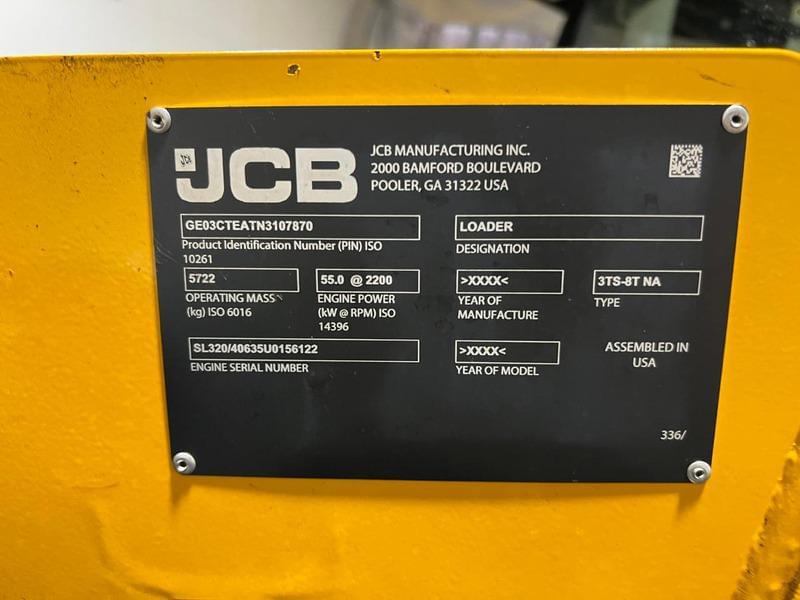 JCB
JCB MANUFACTURING INC.
2000 BAMFORD BOULEVARD
POOLER, GA 31322 USA
GE03CTEATN3107870
Product Identification Number (PIN) ISO
10261
LOADER
DESIGNATION
5722
OPERATING MASS
(kg) ISO 6016
55.0 @ 2200
ENGINE POWER
(kW @ RPM) ISO
14396
>XXXX<
YEAR OF
MANUFACTURE
3TS-8T NA
TYPE
SL320/40635U0156122
ENGINE SERIAL NUMBER
>XXXX<
YEAR OF MODEL
ASSEMBLED IN
USA
336/